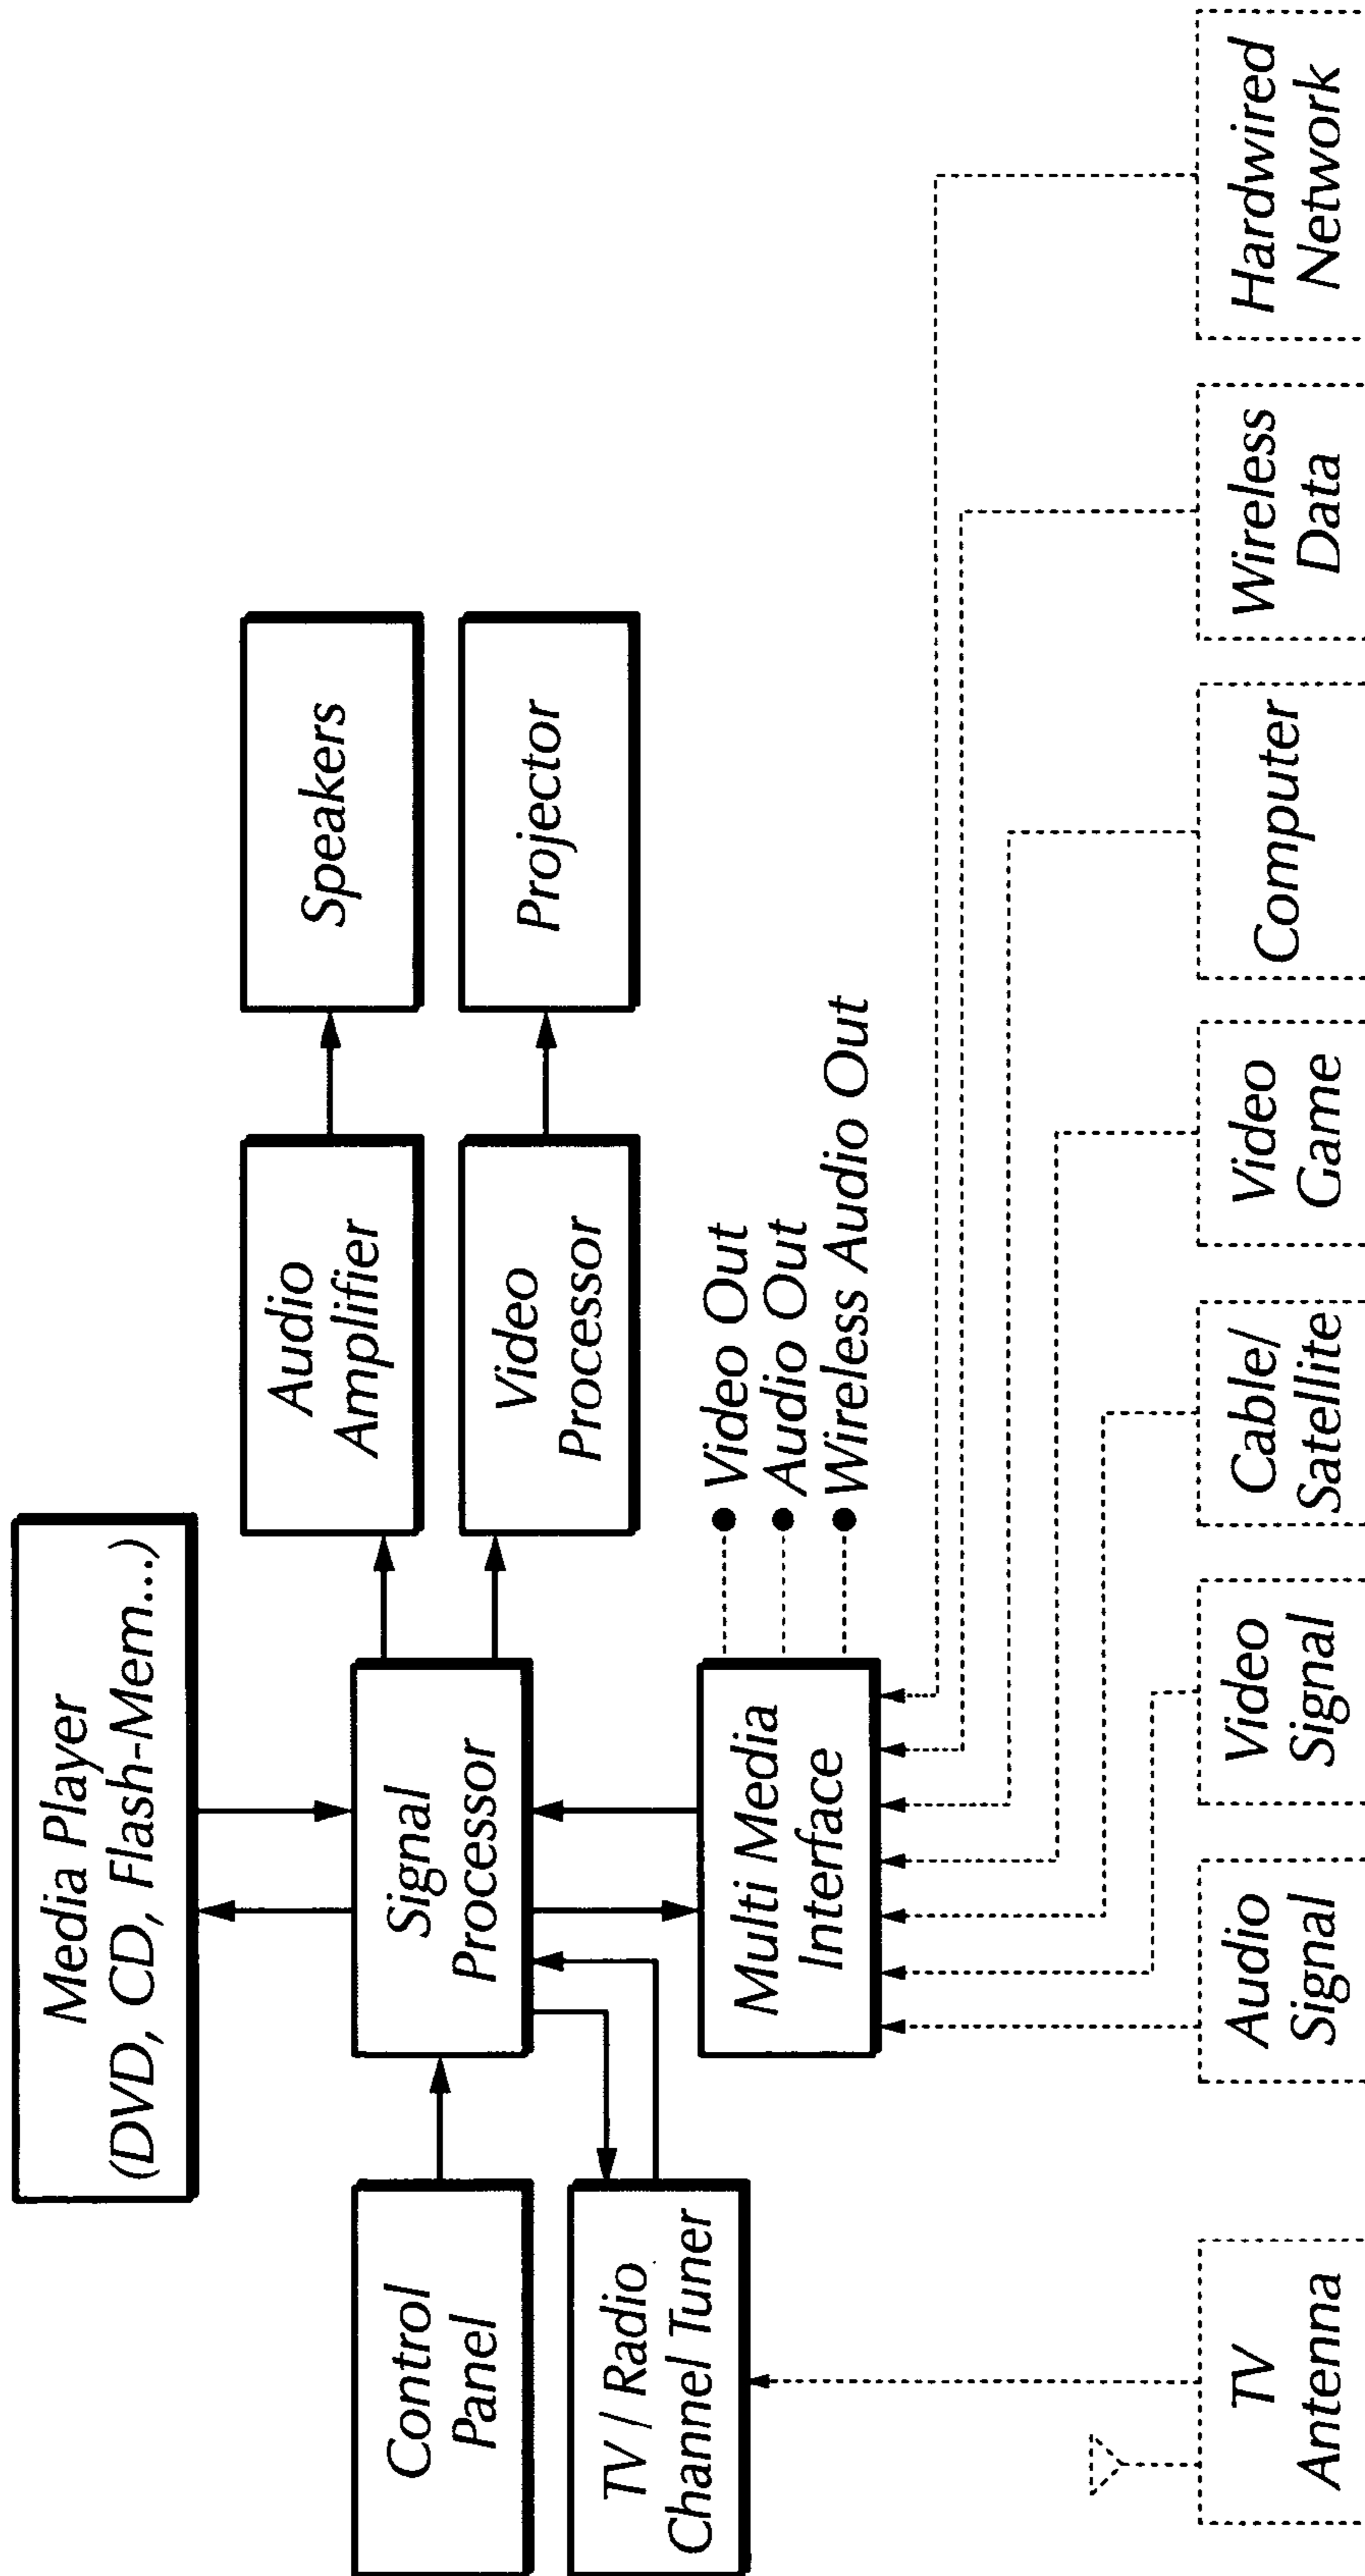 Media Player
(DVD, CD, Flash-Mem...)
Control
Panel
Signal
Processor
Audio
Amplifier
Speakers
Video
Processor
Projector
TV / Radio
Channel Tuner
Multi Media
Interface
Video Out
Audio Out
Wireless Audio Out
TV
Antenna
Audio
Signal
Video
Signal
Cable/
Satellite
Video
Game
Computer
Wireless
Data
Hardwired
Network